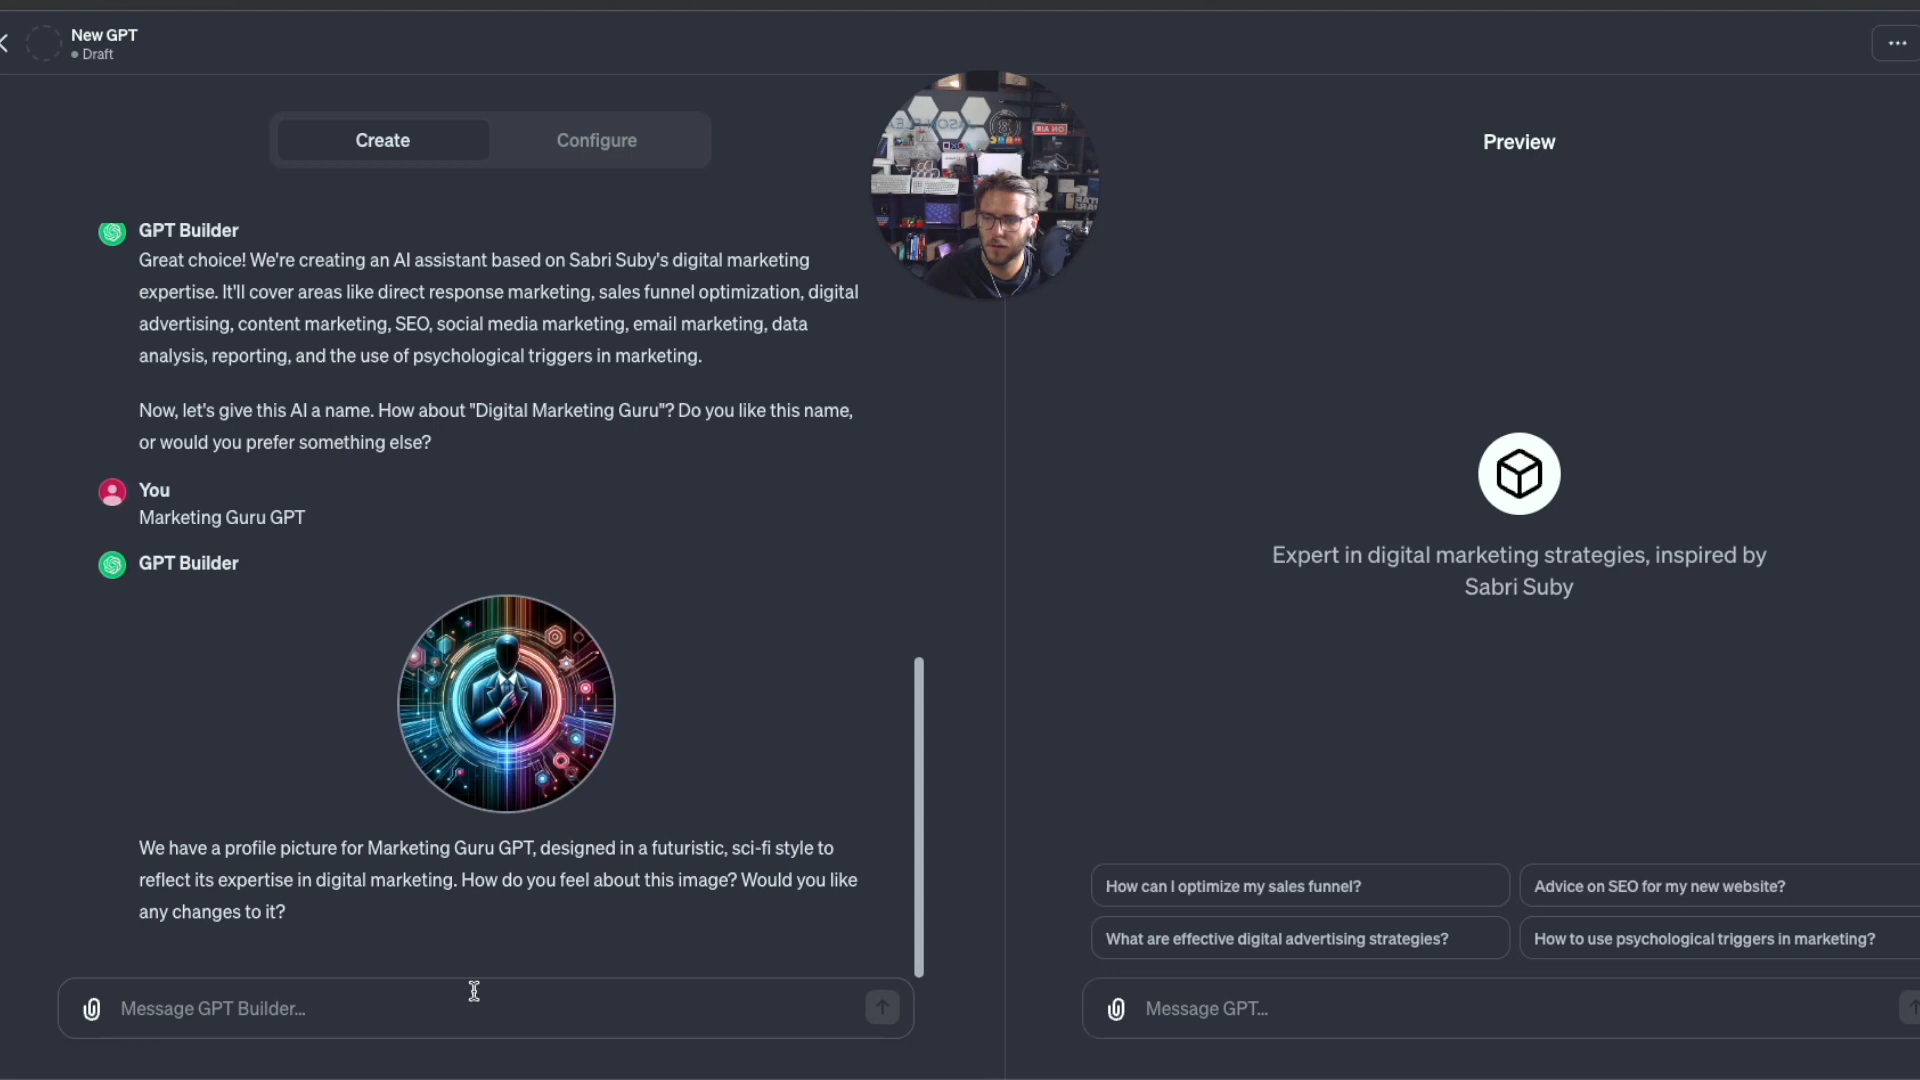 New GPT
Draft
Create
Configure
Preview
ON AIR
GPT Builder
Great choice! We're creating an AI assistant based on Sabri Suby's digital marketing
expertise. It'll cover areas like direct response marketing, sales funnel optimization, digital
advertising, content marketing, SEO, social media marketing, email marketing, data
analysis, reporting, and the use of psychological triggers in marketing.
Now, let's give this AI a name. How about "Digital Marketing Guru"? Do you like this name,
or would you prefer something else?
You
Marketing Guru GPT
GPT Builder
We have a profile picture for Marketing Guru GPT, designed in a futuristic, sci-fi style to
reflect its expertise in digital marketing. How do you feel about this image? Would you like
any changes to it?
Message GPT Builder...
Expert in digital marketing strategies, inspired by
Sabri Suby
How can I optimize my sales funnel?
Advice on SEO for my new website?
What are effective digital advertising strategies?
How to use psychological triggers in marketing?
Message GPT...